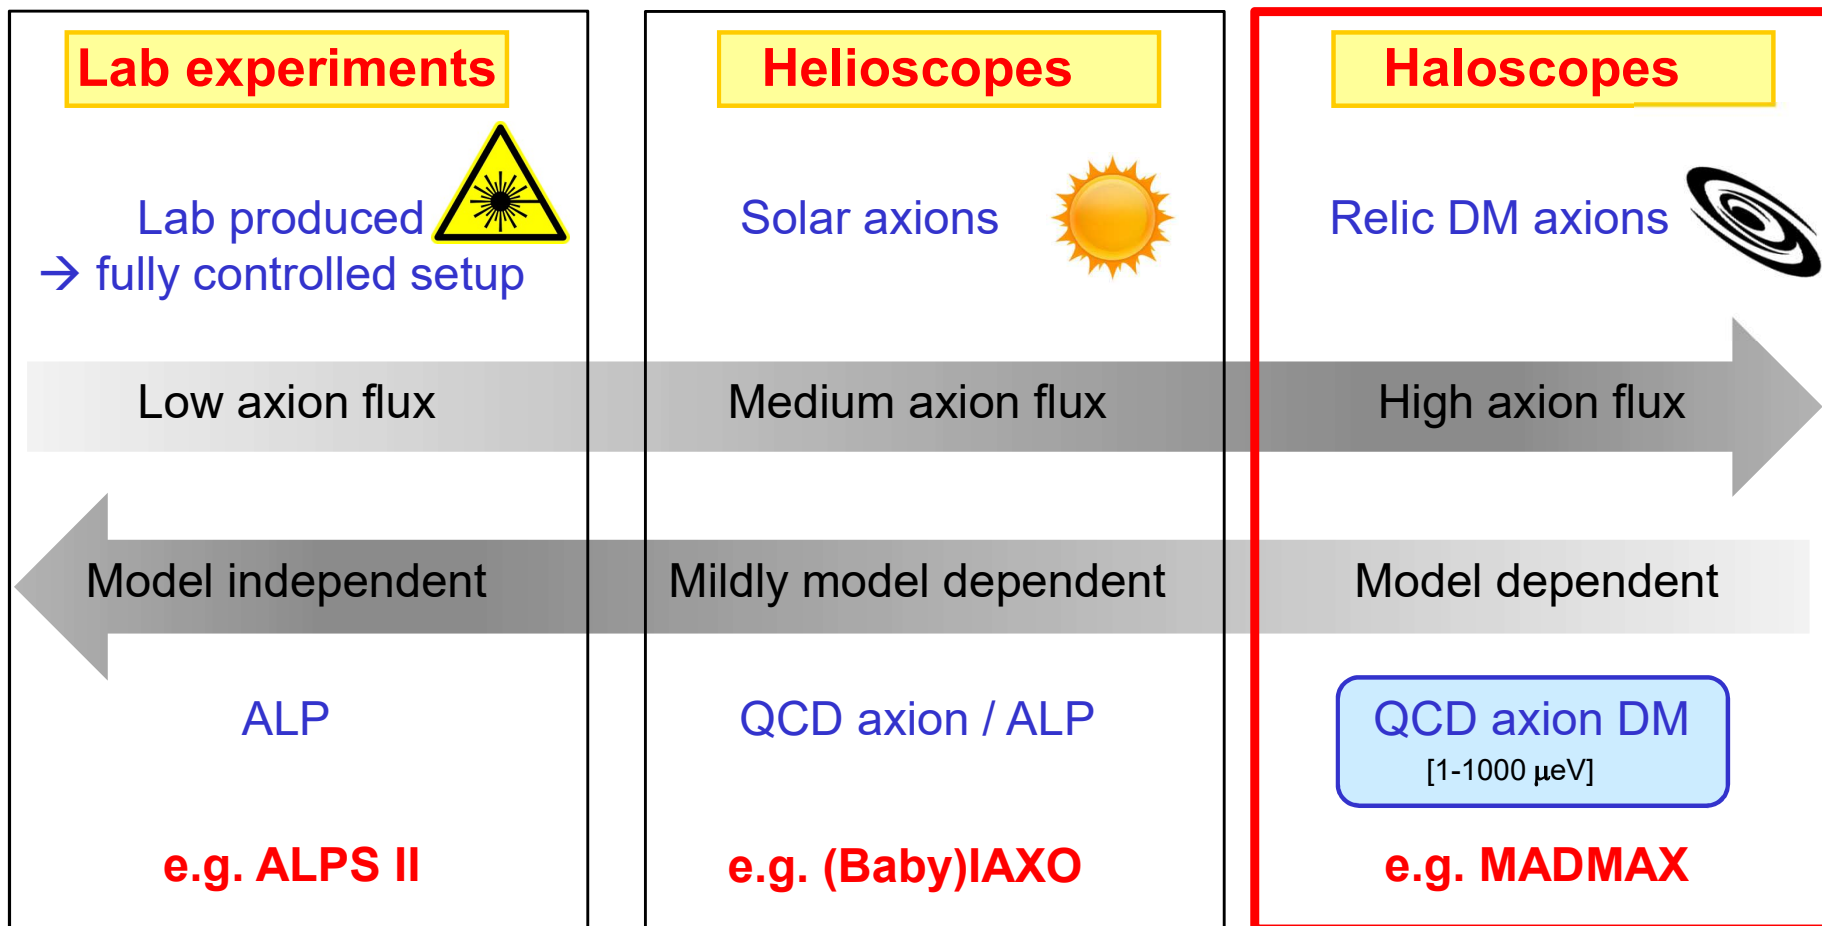 Lab experiments
Lab produced
→ fully controlled setup
Low axion flux
Model independent
ALP
e.g. ALPS II
Helioscopes
Solar axions
Medium axion flux
Mildly model dependent
QCD axion / ALP
e.g. (Baby)IAXO
Haloscopes
Relic DM axions
High axion flux
Model dependent
QCD axion DM
[1-1000 μeV]
e.g. MADMAX